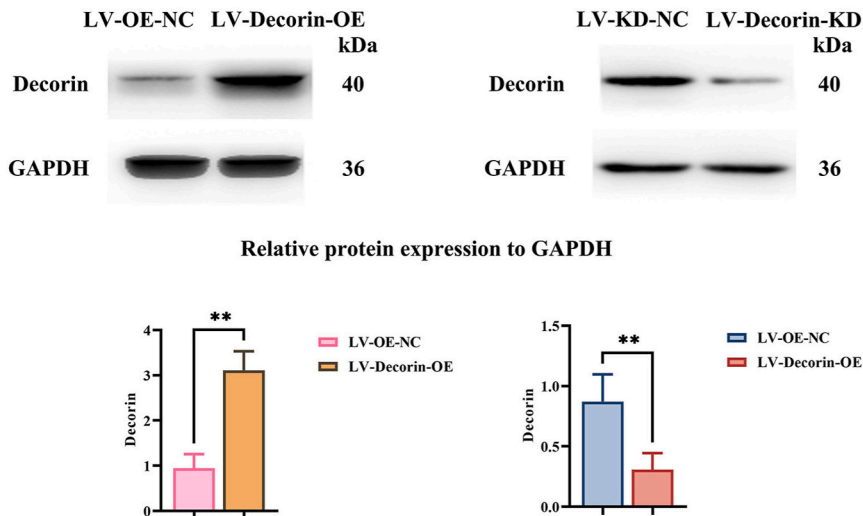 LV-OE-NC LV-Decorin-OE
kDa
Decorin 40
GAPDH 36
LV-KD-NC LV-Decorin-KD
kDa
Decorin 40
GAPDH 36
Relative protein expression to GAPDH
**
4
3
2
1
0
Decorin
LV-OE-NC
LV-Decorin-OE
**
1.5
1.0
0.5
0.0
Decorin
LV-OE-NC
LV-Decorin-OE